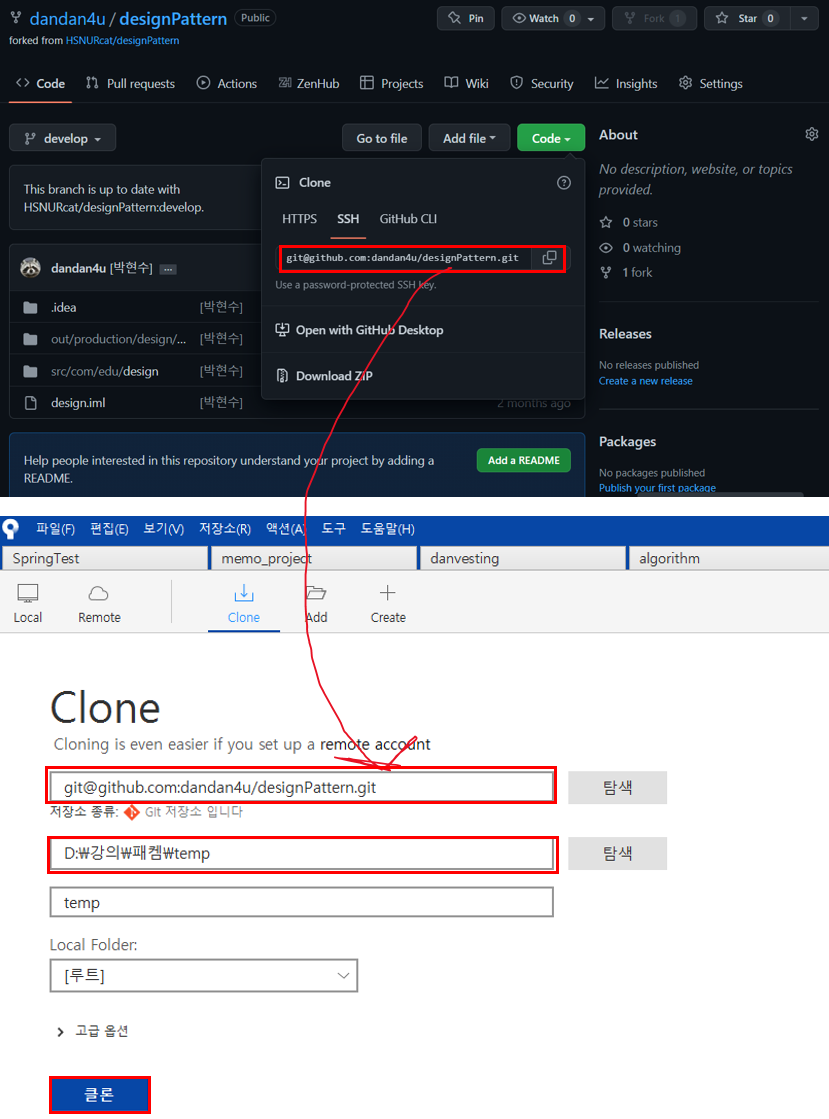 dandan4u / designPattern Public
Pin
Watch 0
Fork 1
Star 0
forked from HSNURcat/designPattern
Code
Pull requests
Actions
ZenHub
Projects
Wiki
Security
Insights
Settings
develop
Go to file
Add file
Code
About
No description, website, or topics
provided.
0 stars
0 watching
1 fork
Releases
No releases published
Create a new release
Packages
No packages published
Publish your first package
This branch is up to date with
HSNURcat/designPattern:develop.
Clone
HTTPS
SSH
GitHub CLI
git@github.com:dandan4u/designPattern.git
Use a password-protected SSH key.
Open with GitHub Desktop
Download ZIP
dandan4u [박현수] ...
.idea [박현수]
out/production/design/... [박현수]
src/com/edu/design [박현수]
design.iml [박현수] 2 months ago
Help people interested in this repository understand your project by adding a
README.
Add a README
파일(F) 편집(E) 보기(V) 저장소(R) 액션(A) 도구 도움말(H)
SpringTest
memo_project
danvesting
algorithm
Local
Remote
Clone
Add
Create
Clone
Cloning is even easier if you set up a remote account
git@github.com:dandan4u/designPattern.git
탐색
저장소 종류: Git 저장소 입니다
D:₩강의₩패켐₩temp
탐색
temp
Local Folder:
[루트]
고급 옵션
클론